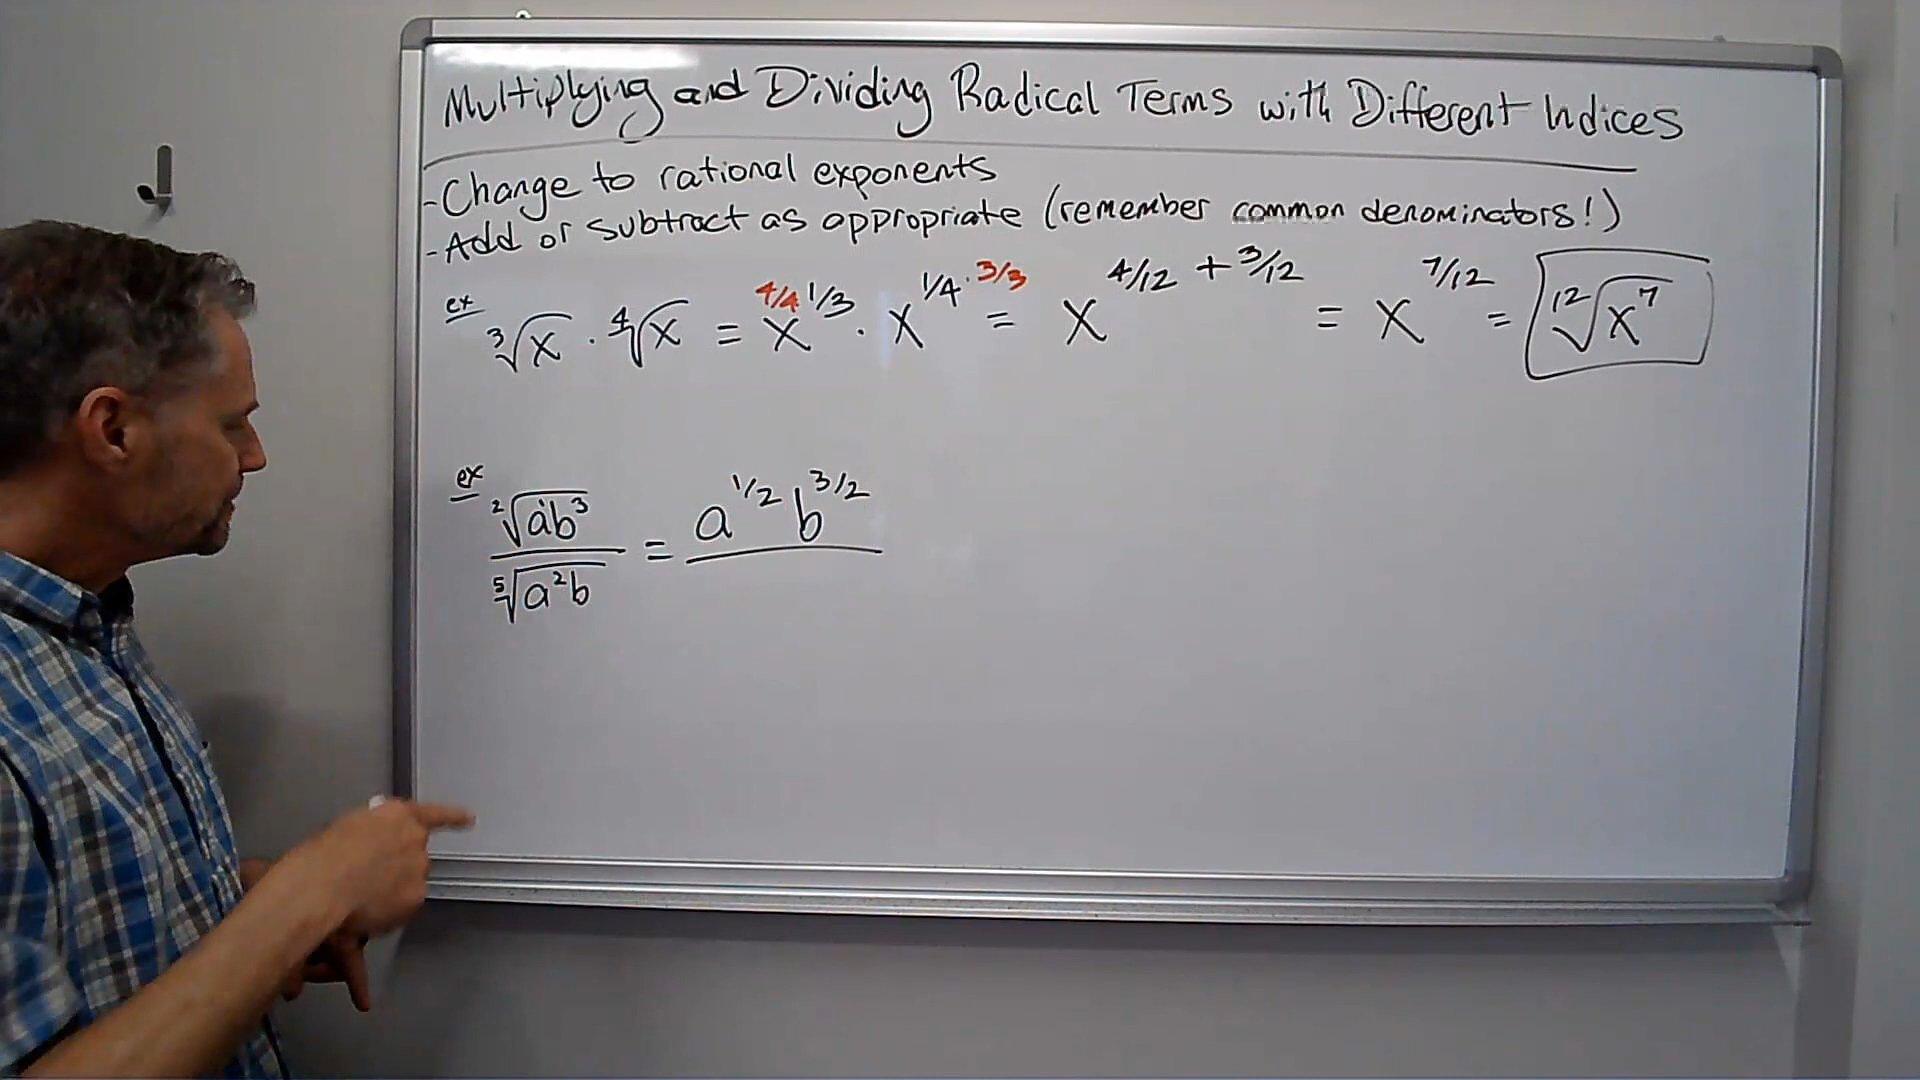 Multiplying and Dividing Radical Terms with Different Indices
- Change to rational exponents
- Add or subtract as appropriate (remember common denominators!)
ex ³√x · ⁴√x = x^(4/4 1/3) · x^(1/4 · 3/3) = x^(4/12 + 3/12) = x^(7/12) = ¹²√x⁷
ex ²√a¹b³ / ⁵√a²b = a^(1/2) b^(3/2) /